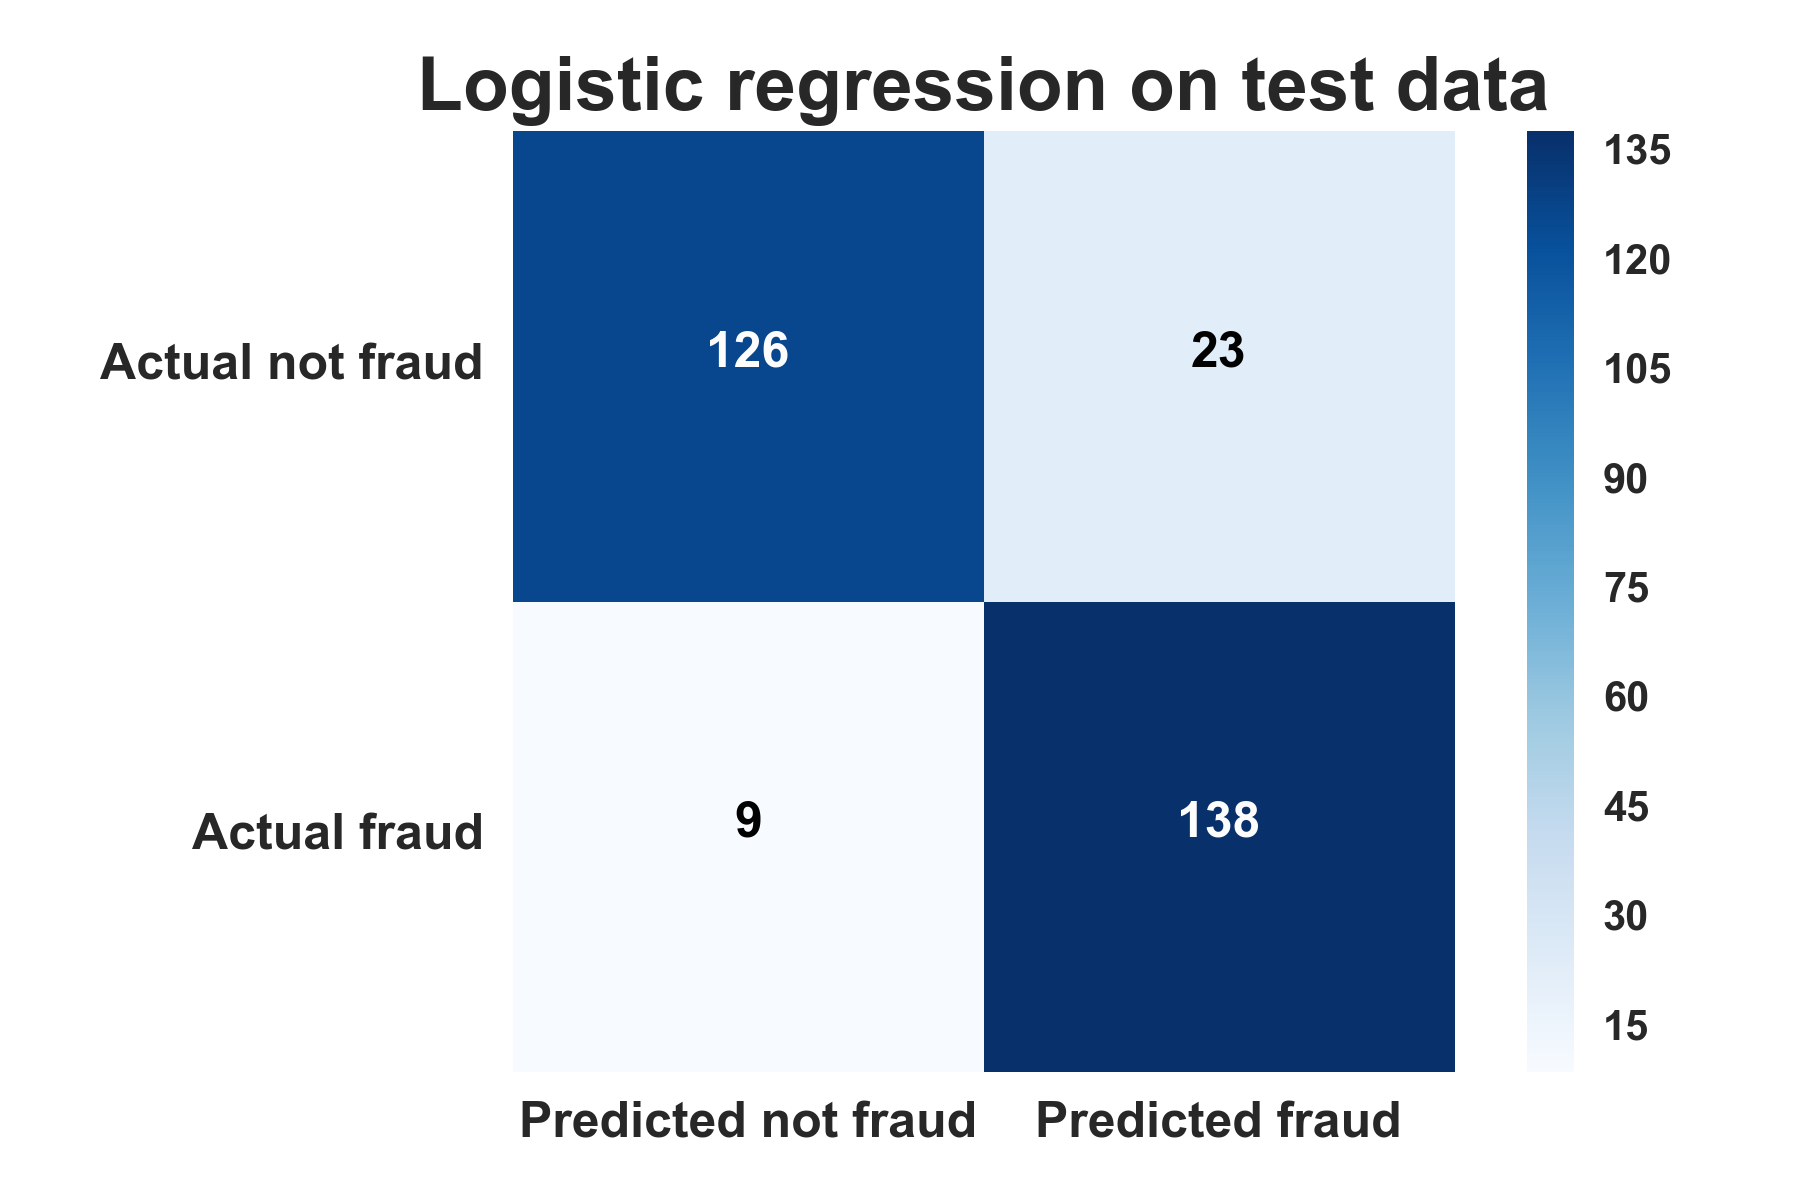 Logistic regression on test data
Actual not fraud
126
23
Actual fraud
9
138
Predicted not fraud
Predicted fraud
135
120
105
90
75
60
45
30
15